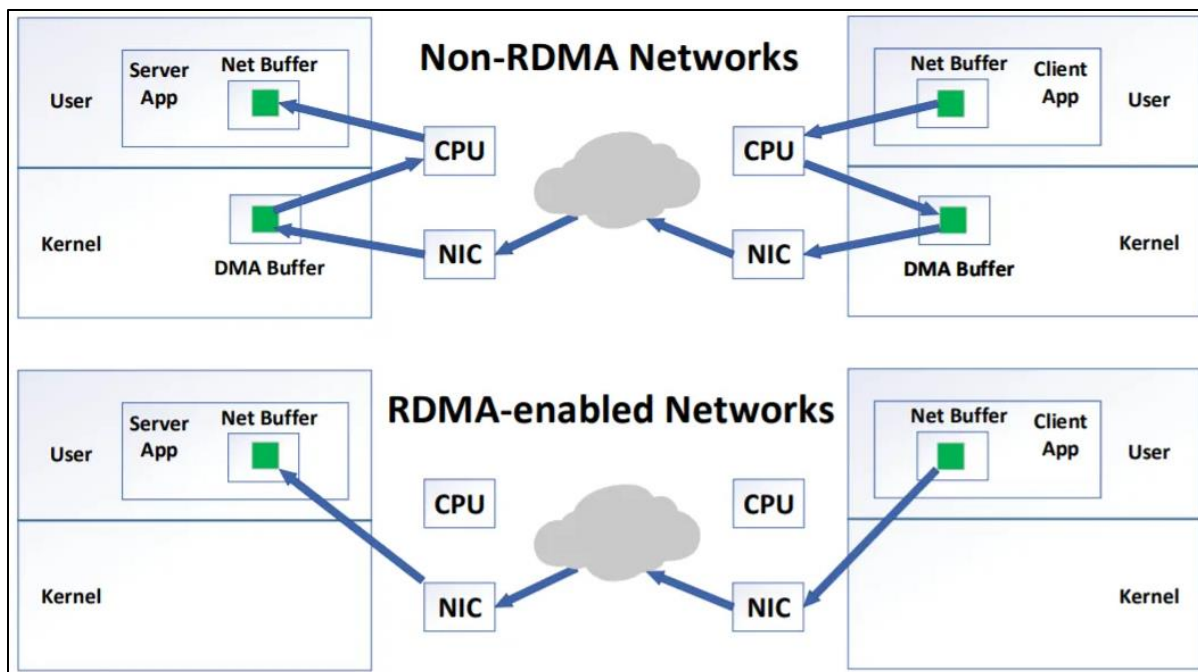 Non-RDMA Networks
Server
App
Net Buffer
User
CPU
Kernel
DMA Buffer
NIC
Net Buffer
Client
App
User
CPU
Kernel
DMA Buffer
NIC
RDMA-enabled Networks
Server
App
Net Buffer
User
CPU
Kernel
NIC
Net Buffer
Client
App
User
CPU
Kernel
NIC